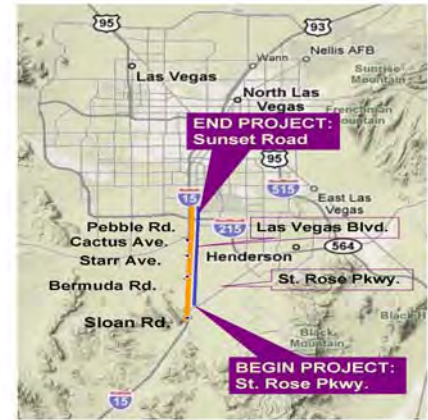 95
93
Wann
Nellis AFB
Las Vegas
Sunrise
Mountain
North Las
Vegas
Frenchman
Mountain
END PROJECT:
Sunset Road
95
15
515
East Las
Vegas
Pebble Rd.
215
Las Vegas Blvd.
Cactus Ave.
Henderson
564
Starr Ave.
St. Rose Pkwy.
Bermuda Rd.
Sloan Rd.
Black
Mountain
BEGIN PROJECT:
St. Rose Pkwy.
15